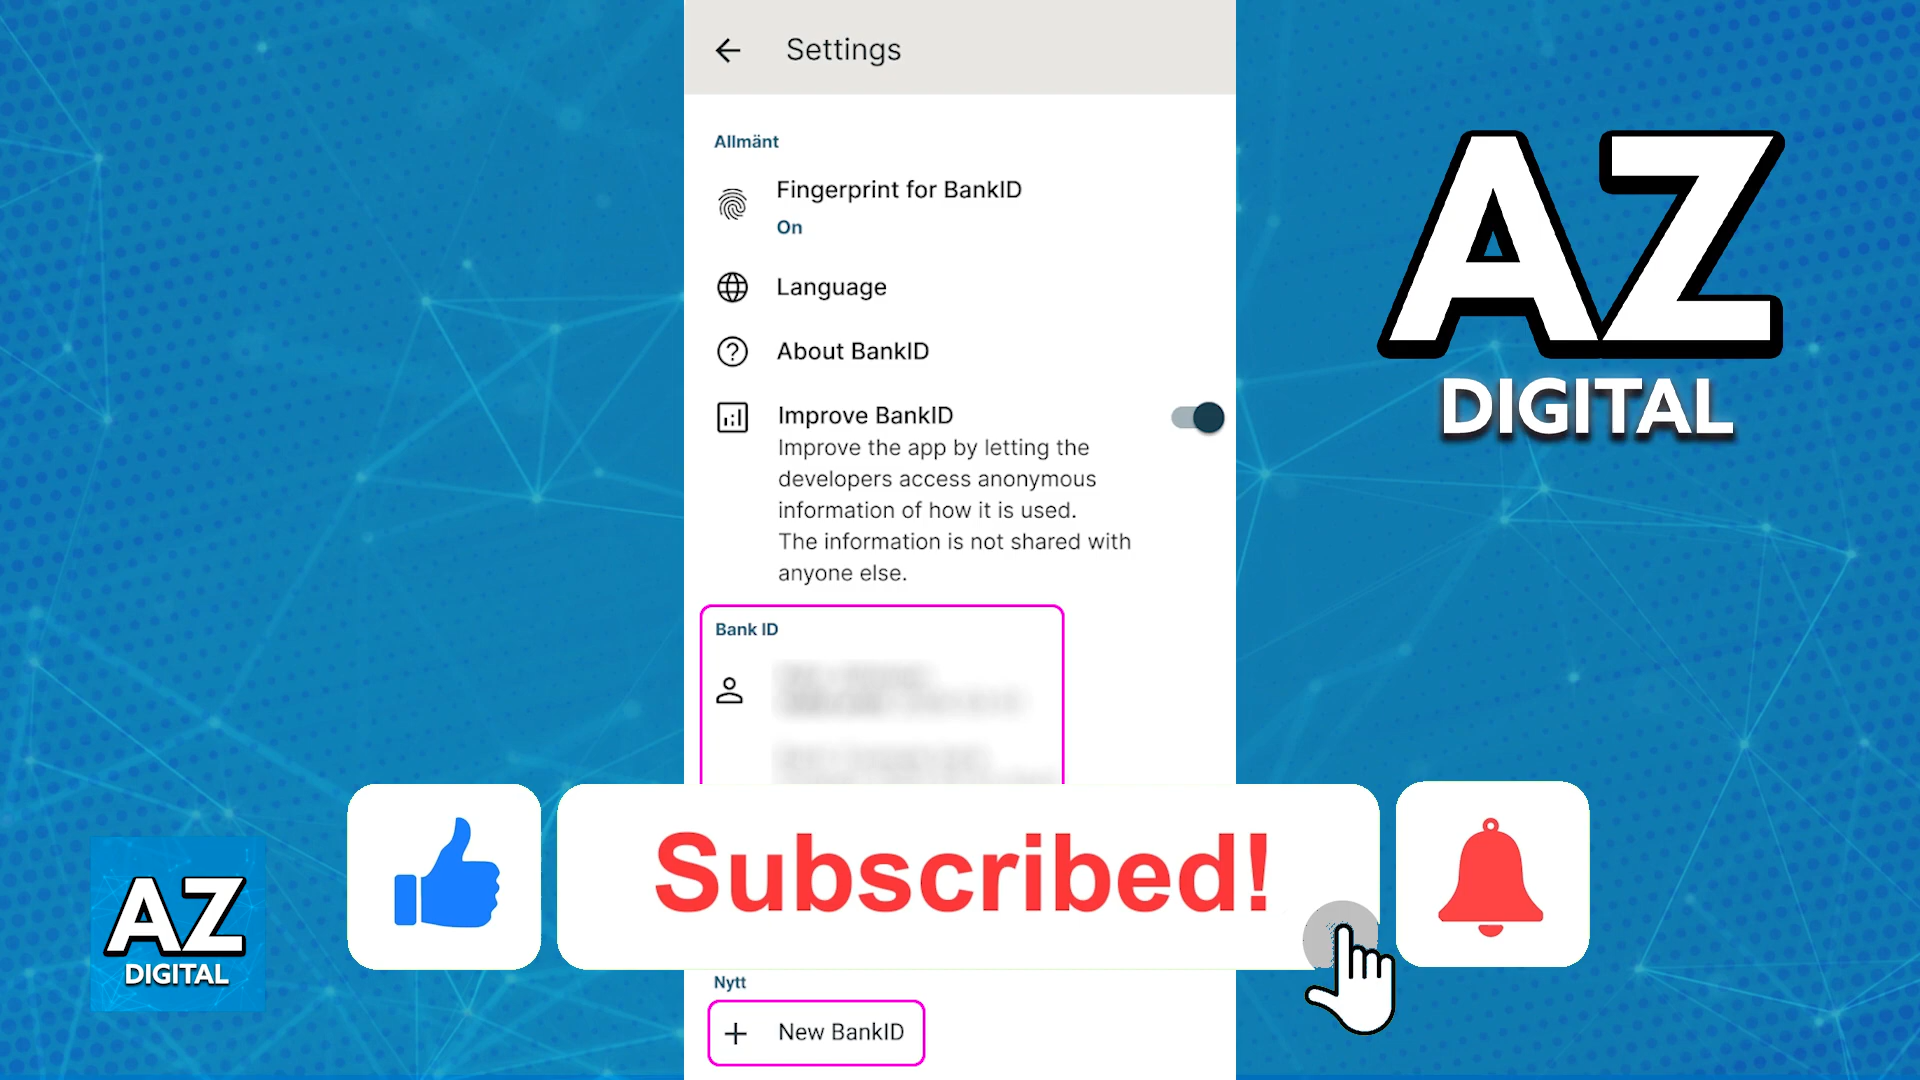 Settings
Allmänt
Fingerprint for BankID
On
Language
About BankID
Improve BankID
Improve the app by letting the
developers access anonymous
information of how it is used.
The information is not shared with
anyone else.
Bank ID
Subscribed!
Nytt
New BankID
AZ
DIGITAL
AZ
DIGITAL